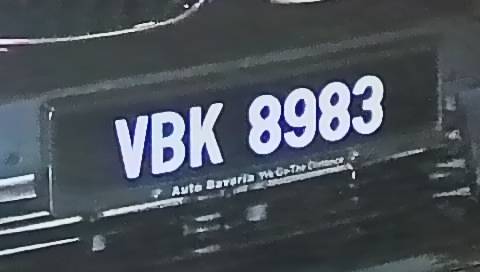 VBK 8983
Auto Bavaria We Go The Distance